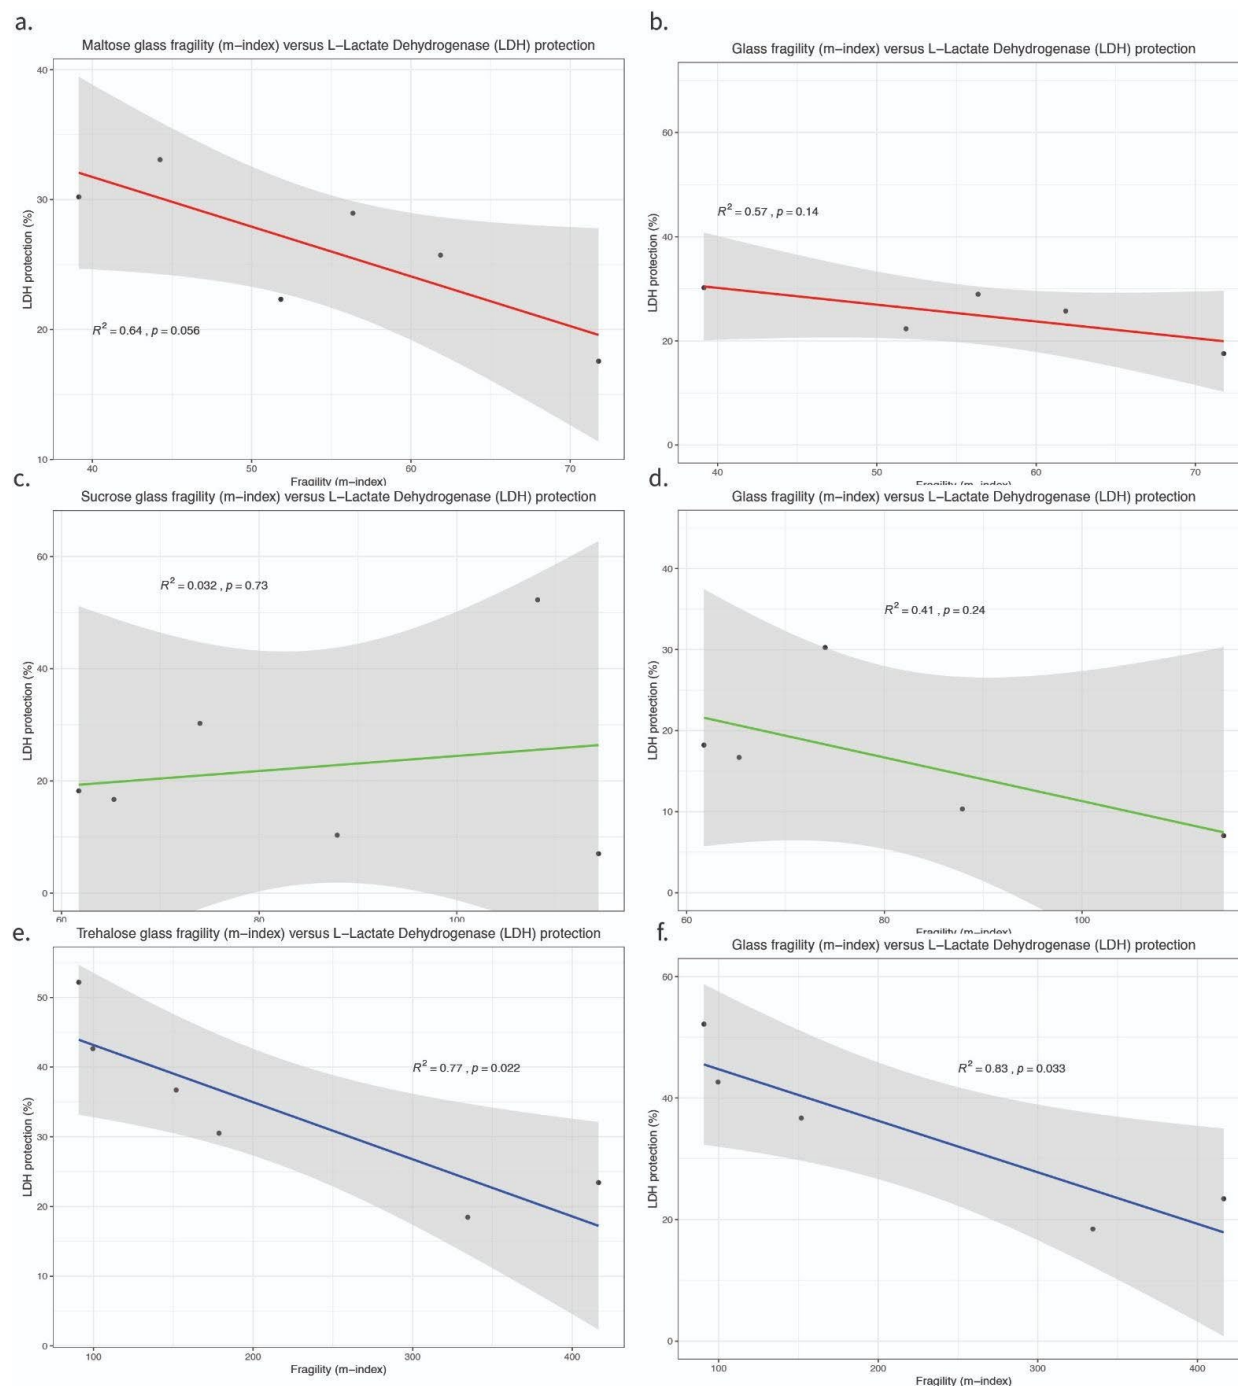 a.
Maltose glass fragility (m−index) versus L−Lactate Dehydrogenase (LDH) protection
40
30
20
10
LDH protection (%)
R² = 0.64 , p = 0.056
40 50 60 70
Fragility (m−index)
b.
Glass fragility (m−index) versus L−Lactate Dehydrogenase (LDH) protection
60
40
20
0
LDH protection (%)
R² = 0.57 , p = 0.14
40 50 60 70
Fragility (m−index)
c.
Sucrose glass fragility (m−index) versus L−Lactate Dehydrogenase (LDH) protection
60
40
20
0
LDH protection (%)
R² = 0.032 , p = 0.73
60 80 100
d.
Glass fragility (m−index) versus L−Lactate Dehydrogenase (LDH) protection
40
30
20
10
0
LDH protection (%)
R² = 0.41 , p = 0.24
60 80 100
Fragility (m−index)
e.
Trehalose glass fragility (m−index) versus L−Lactate Dehydrogenase (LDH) protection
50
40
30
20
10
0
LDH protection (%)
R² = 0.77 , p = 0.022
100 200 300 400
Fragility (m−index)
f.
Glass fragility (m−index) versus L−Lactate Dehydrogenase (LDH) protection
60
40
20
0
LDH protection (%)
R² = 0.83 , p = 0.033
100 200 300 400
Fragility (m−index)